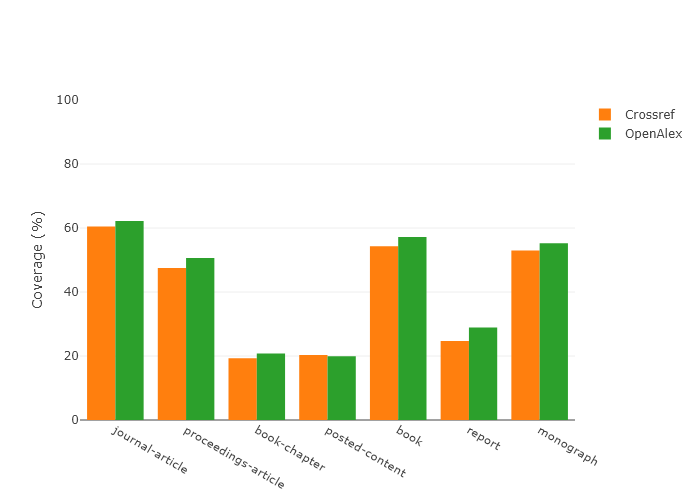 100
80
60
40
20
0
Coverage (%)
journal-article
proceedings-article
book-chapter
posted-content
book
report
monograph
Crossref
OpenAlex